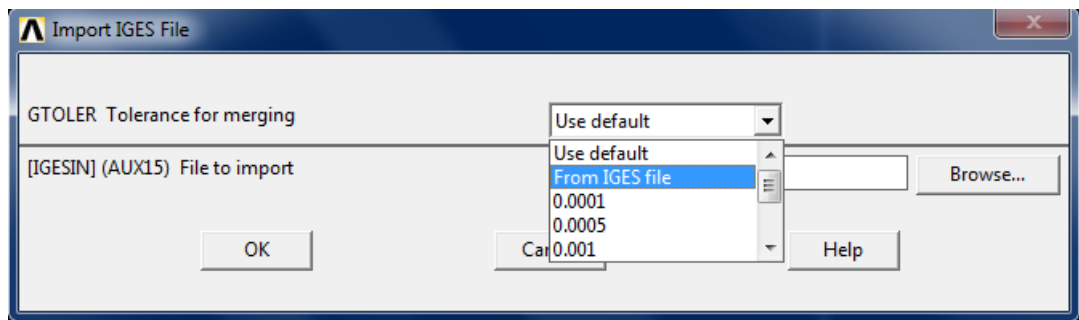 Import IGES File
GTOLER Tolerance for merging
Use default
Use default
From IGES file
0.0001
0.0005
0.001
[IGESIN] (AUX15) File to import
Browse...
OK
Help